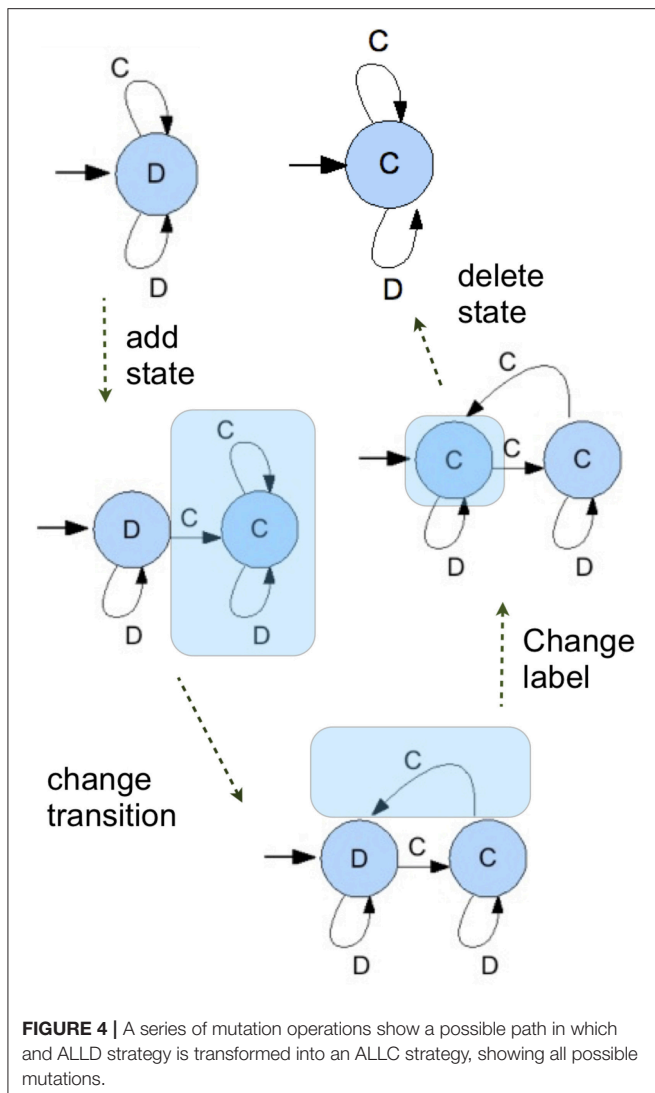 C
D
D
C
C
D
add
state
delete
state
D
C
C
C
D
D
C
C
C
C
D
D
change
transition
Change
label
C
D
C
C
D
D
FIGURE 4 | A series of mutation operations show a possible path in which
and ALLD strategy is transformed into an ALLC strategy, showing all possible
mutations.